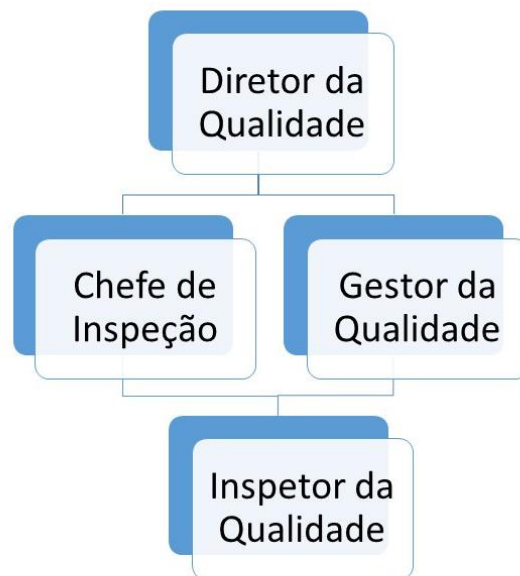 Diretor da
Qualidade
Chefe de
Inspeção
Gestor da
Qualidade
Inspetor da
Qualidade